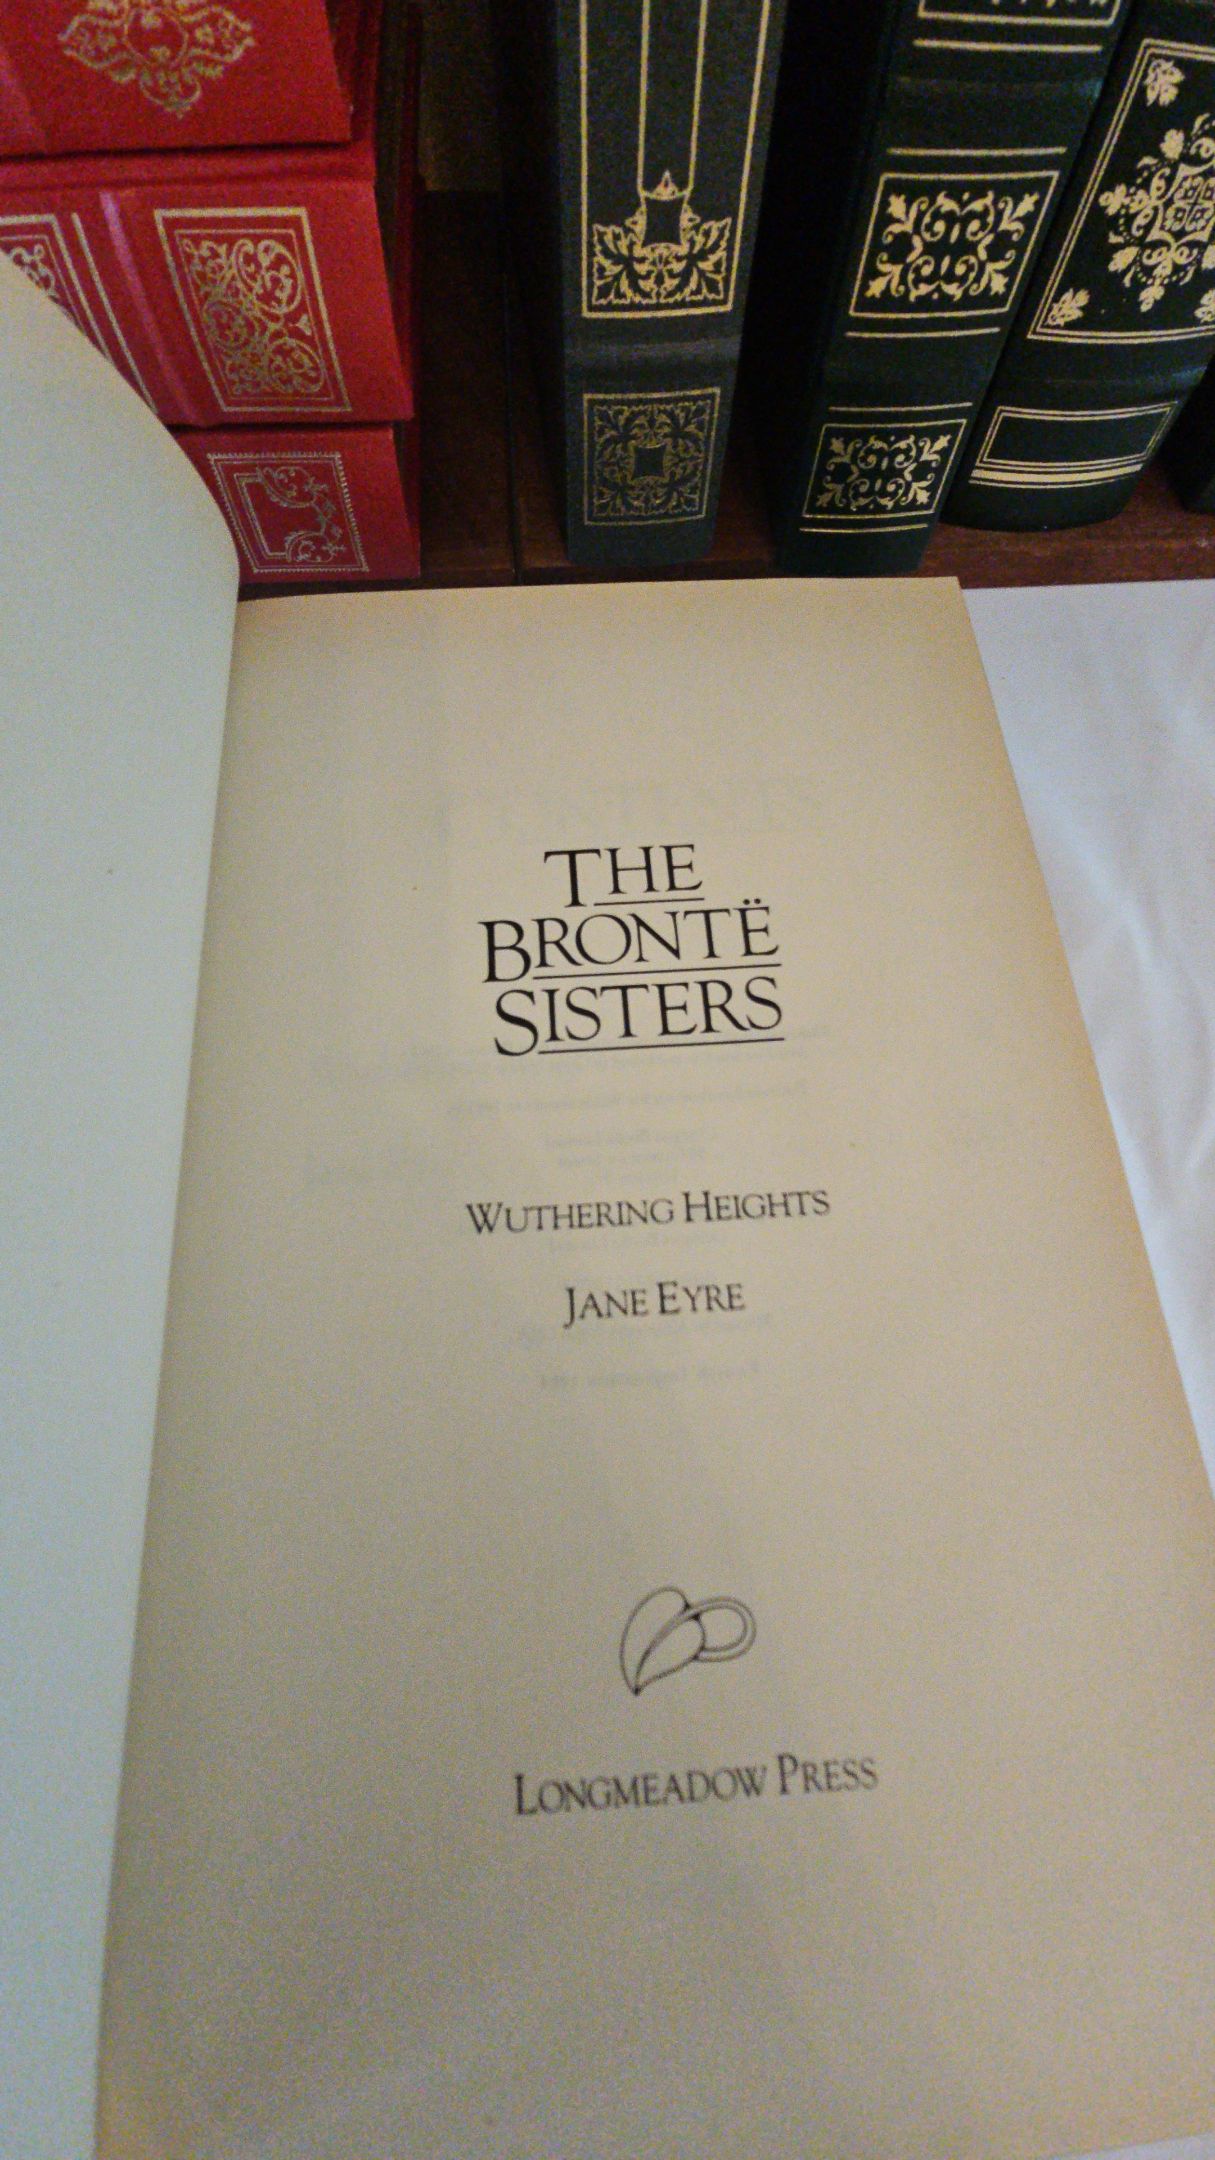 THE
BRONTË
SISTERS
WUTHERING HEIGHTS
JANE EYRE
LONGMEADOW PRESS